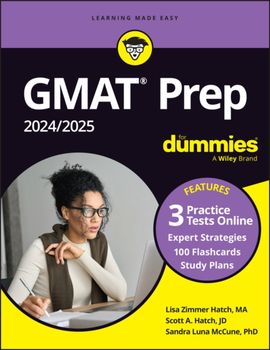 LEARNING MADE EASY
GMAT® Prep
2024/2025
for
dummies®
A Wiley Brand
FEATURES
3 Practice
Tests Online
Expert Strategies
100 Flashcards
Study Plans
Lisa Zimmer Hatch, MA
Scott A. Hatch, JD
Sandra Luna McCune, PhD